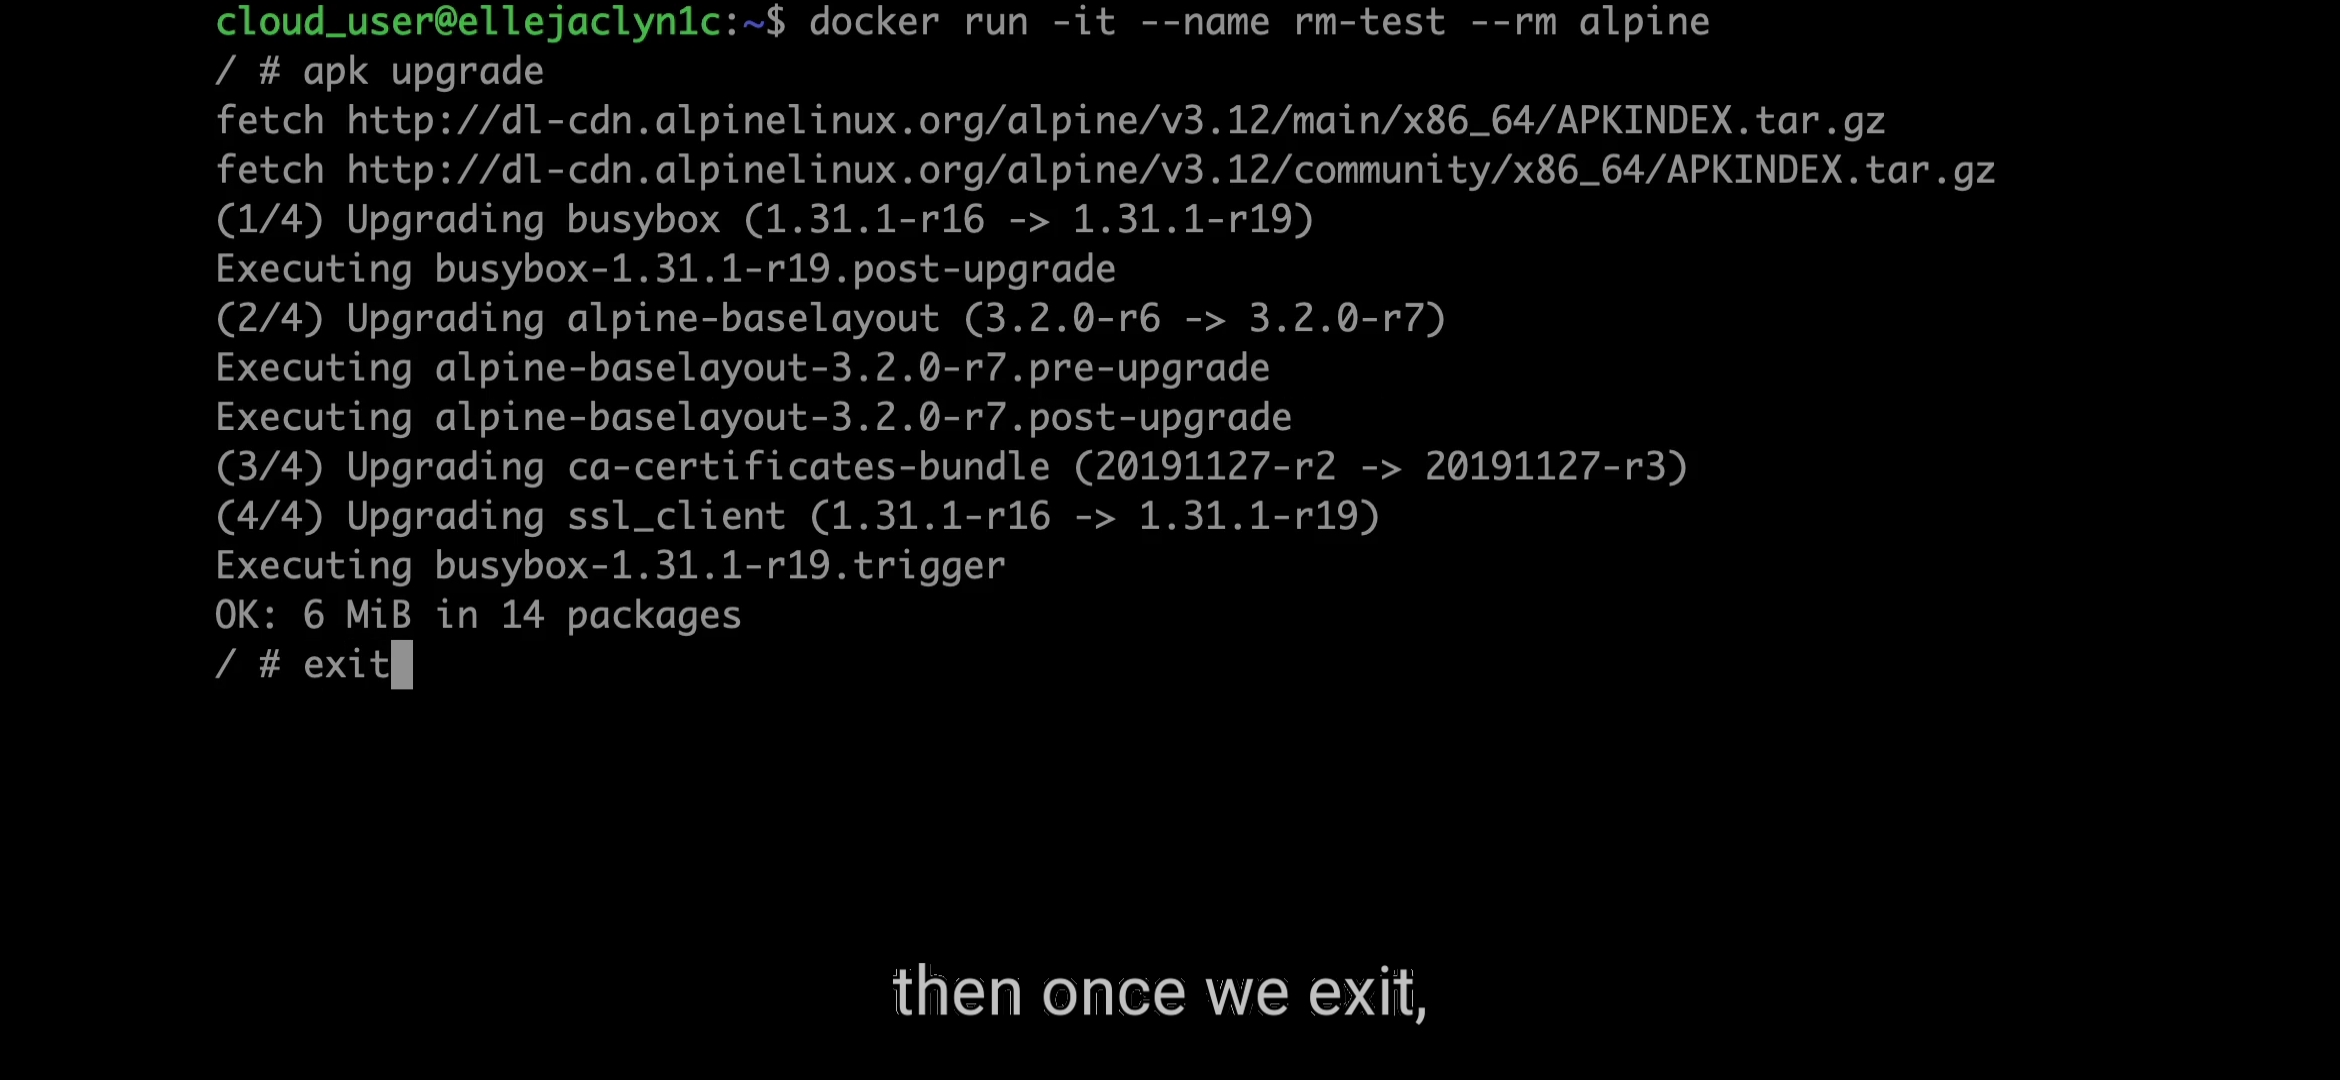 cloud_user@ellejaclyn1c:~$ docker run -it --name rm-test --rm alpine
/ # apk upgrade
fetch http://dl-cdn.alpinelinux.org/alpine/v3.12/main/x86_64/APKINDEX.tar.gz
fetch http://dl-cdn.alpinelinux.org/alpine/v3.12/community/x86_64/APKINDEX.tar.gz
(1/4) Upgrading busybox (1.31.1-r16 -> 1.31.1-r19)
Executing busybox-1.31.1-r19.post-upgrade
(2/4) Upgrading alpine-baselayout (3.2.0-r6 -> 3.2.0-r7)
Executing alpine-baselayout-3.2.0-r7.pre-upgrade
Executing alpine-baselayout-3.2.0-r7.post-upgrade
(3/4) Upgrading ca-certificates-bundle (20191127-r2 -> 20191127-r3)
(4/4) Upgrading ssl_client (1.31.1-r16 -> 1.31.1-r19)
Executing busybox-1.31.1-r19.trigger
OK: 6 MiB in 14 packages
/ # exit
then once we exit,